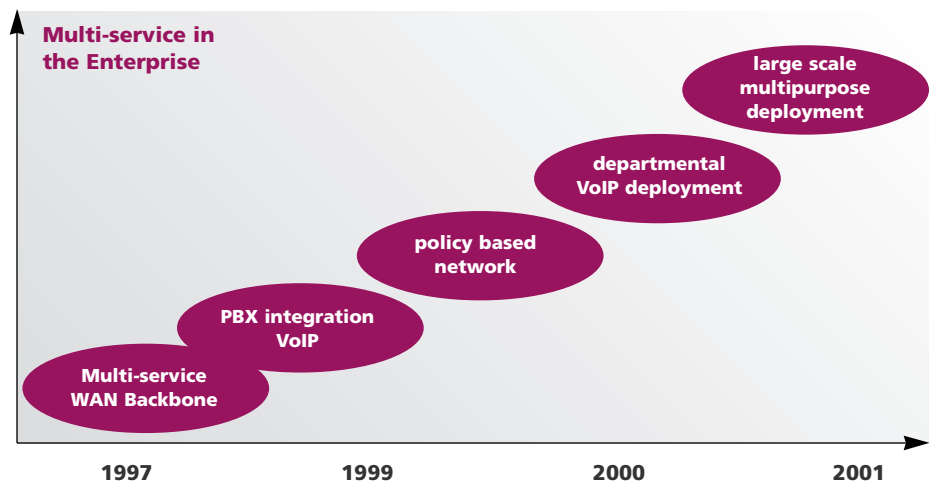 Multi-service in
the Enterprise
large scale
multipurpose
deployment
departmental
VoIP deployment
policy based
network
PBX integration
VoIP
Multi-service
WAN Backbone
1997
1999
2000
2001